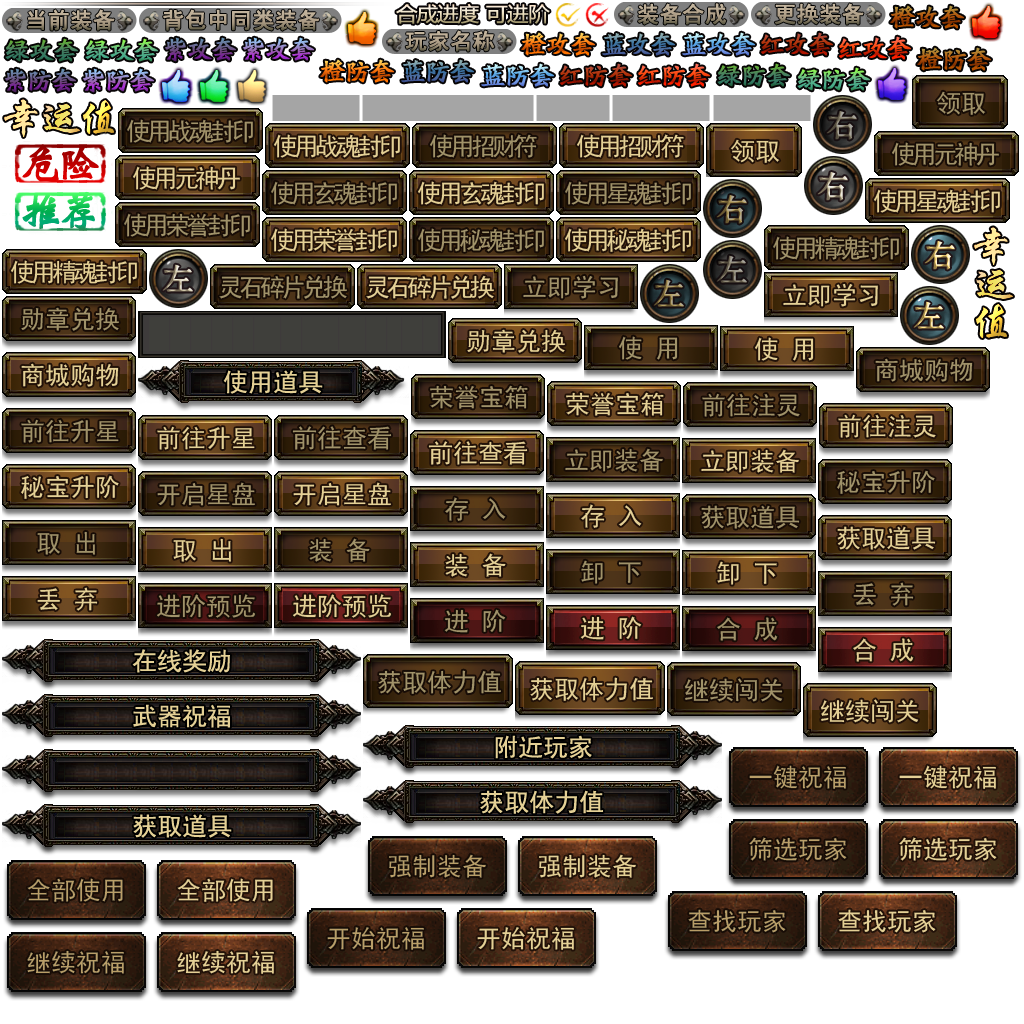 当前装备
背包中同类装备
合成进度 可进阶
装备合成
更换装备
橙攻套
玩家名称
绿攻套
绿攻套
紫攻套
紫攻套
橙攻套
蓝攻套
蓝攻套
红攻套
红攻套
橙防套
紫防套
紫防套
橙防套
蓝防套
蓝防套
红防套
红防套
绿防套
绿防套
幸运值
使用战魂封印
使用战魂封印
使用招财符
使用招财符
领取
右
领取
危险
使用元神丹
使用玄魂封印
使用玄魂封印
使用星魂封印
右
右
使用元神丹
使用星魂封印
推荐
使用荣誉封印
使用荣誉封印
使用秘魂封印
使用秘魂封印
左
使用精魂封印
右
幸运值
使用精魂封印
左
灵石碎片兑换
灵石碎片兑换
立即学习
左
立即学习
左
勋章兑换
勋章兑换
使 用
使 用
商城购物
商城购物
使用道具
荣誉宝箱
荣誉宝箱
前往注灵
前往注灵
前往升星
前往升星
前往查看
前往查看
立即装备
立即装备
秘宝升阶
秘宝升阶
开启星盘
开启星盘
存 入
存 入
获取道具
获取道具
取 出
取 出
装 备
装 备
卸 下
卸 下
丢 弃
丢 弃
进阶预览
进阶预览
进 阶
进 阶
合 成
合 成
在线奖励
获取体力值
获取体力值
继续闯关
继续闯关
武器祝福
附近玩家
一键祝福
一键祝福
获取道具
获取体力值
筛选玩家
筛选玩家
强制装备
强制装备
全部使用
全部使用
查找玩家
查找玩家
开始祝福
开始祝福
继续祝福
继续祝福